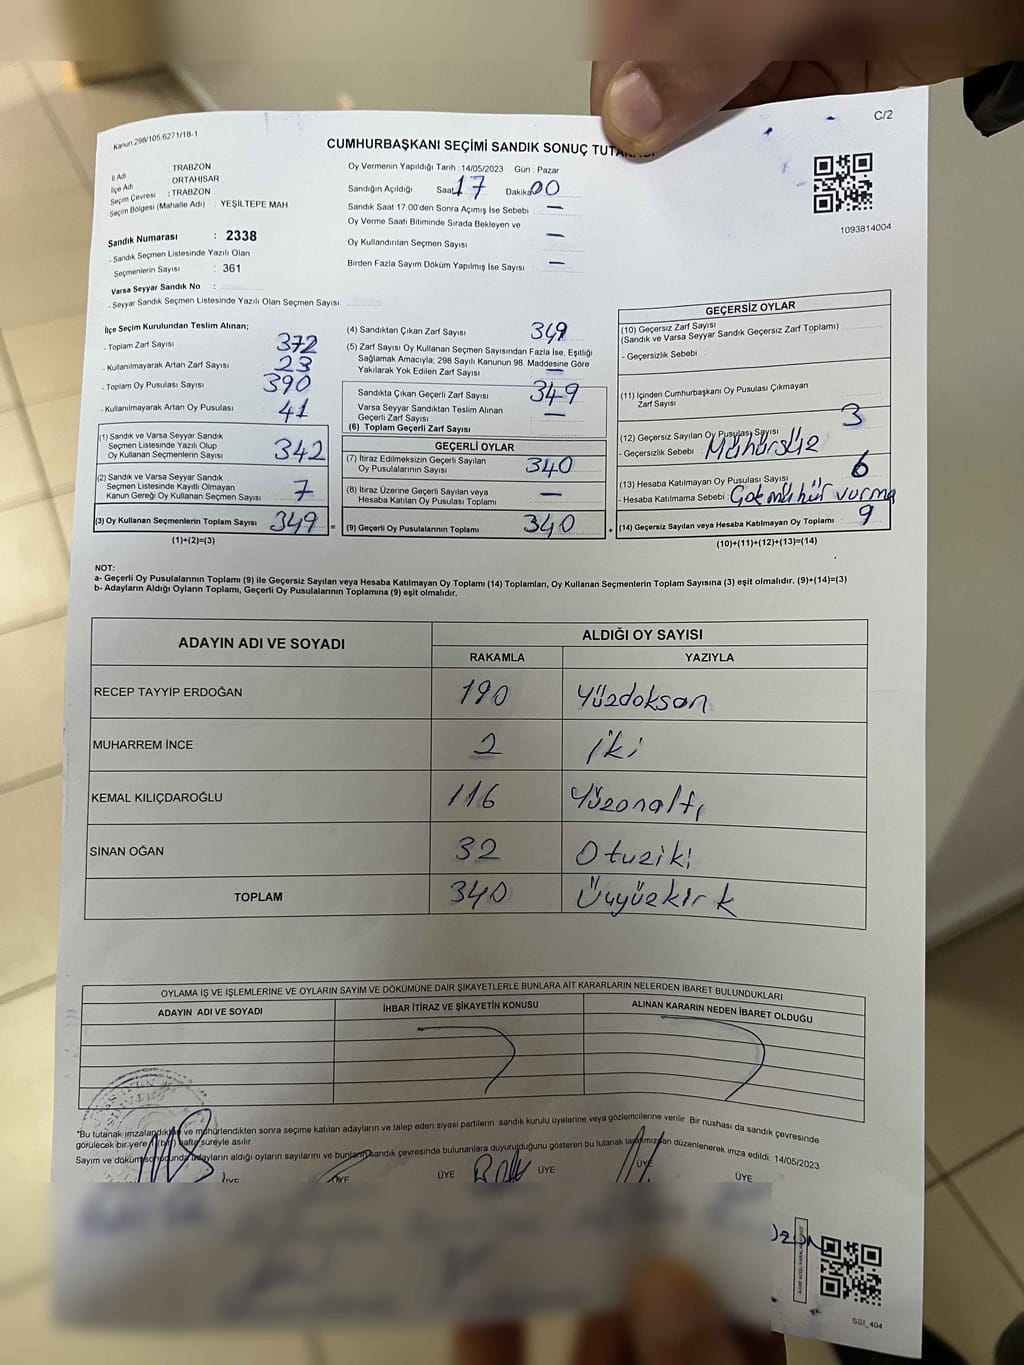 Kanun 298/105.6271/18-1
C/2
CUMHURBAŞKANI SEÇİMİ SANDIK SONUÇ
İl Adı : TRABZON
İlçe Adı : ORTAHİSAR
Seçim Çevresi : TRABZON
Seçim Bölgesi (Mahalle Adı) : YEŞİLTEPE MAH.
Oy Vermenin Yapıldığı Tarih : 14/05/2023 Gün : Pazar
Sandığın Açıldığı Saat 17 Dakika 00
Sandık Saat 17.00'den Sonra Açılmış İse Sebebi : —
Oy Verme Saati Bitiminde Sırada Bekleyen ve
Oy Kullandırılan Seçmen Sayısı —
Birden Fazla Sayım Döküm Yapılmış İse Sayısı : —
1093814004
Sandık Numarası : 2338
- Sandık Seçmen Listesinde Yazılı Olan
Seçmenlerin Sayısı : 361
Varsa Seyyar Sandık No :
- Seyyar Sandık Seçmen Listesinde Yazılı Olan Seçmen Sayısı:
İlçe Seçim Kurulundan Teslim Alınan;
- Toplam Zarf Sayısı 372
- Kullanılmayarak Artan Zarf Sayısı 23
- Toplam Oy Pusulası Sayısı 390
- Kullanılmayarak Artan Oy Pusulası 41
(1) Sandık ve Varsa Seyyar Sandık
Seçmen Listesinde Yazılı Olup
Oy Kullanan Seçmenlerin Sayısı 342
(2) Sandık ve Varsa Seyyar Sandık
Seçmen Listesinde Kayıtlı Olmayan
Kanun Gereği Oy Kullanan Seçmen Sayısı 7
(3) Oy Kullanan Seçmenlerin Toplam Sayısı 349 =
(1)+(2)=(3)
(4) Sandıktan Çıkan Zarf Sayısı 349
(5) Zarf Sayısı Oy Kullanan Seçmen Sayısından Fazla İse, Eşitliği
Sağlamak Amacıyla; 298 Sayılı Kanunun 98. Maddesine Göre
Yakılarak Yok Edilen Zarf Sayısı —
Sandıkta Çıkan Geçerli Zarf Sayısı 349
Varsa Seyyar Sandıktan Teslim Alınan
Geçerli Zarf Sayısı —
(6) Toplam Geçerli Zarf Sayısı
GEÇERLİ OYLAR
(7) İtiraz Edilmeksizin Geçerli Sayılan
Oy Pusulalarının Sayısı 340
(8) İtiraz Üzerine Geçerli Sayılan veya
Hesaba Katılan Oy Pusulası Toplamı —
(9) Geçerli Oy Pusulalarının Toplamı 340 +
GEÇERSİZ OYLAR
(10) Geçersiz Zarf Sayısı
(Sandık ve Varsa Seyyar Sandık Geçersiz Zarf Toplamı) :
- Geçersizlik Sebebi :
(11) İçinden Cumhurbaşkanı Oy Pusulası Çıkmayan
Zarf Sayısı
(12) Geçersiz Sayılan Oy Pusulası Sayısı 3
- Geçersizlik Sebebi : Mühürsüz
(13) Hesaba Katılmayan Oy Pusulası Sayısı 6
- Hesaba Katılmama Sebebi : Çok mühür vurma
(14) Geçersiz Sayılan veya Hesaba Katılmayan Oy Toplamı 9
(10)+(11)+(12)+(13)=(14)
NOT:
a- Geçerli Oy Pusulalarının Toplamı (9) ile Geçersiz Sayılan veya Hesaba Katılmayan Oy Toplamı (14) Toplamları, Oy Kullanan Seçmenlerin Toplam Sayısına (3) eşit olmalıdır. (9)+(14)=(3)
b- Adayların Aldığı Oyların Toplamı, Geçerli Oy Pusulalarının Toplamına (9) eşit olmalıdır.
ADAYIN ADI VE SOYADI
ALDIĞI OY SAYISI
RAKAMLA YAZIYLA
RECEP TAYYİP ERDOĞAN 190 Yüzdoksan
MUHARREM İNCE 2 iki
KEMAL KILIÇDAROĞLU 116 Yüzonaltı
SİNAN OĞAN 32 Otuziki
TOPLAM 340 Üçyüzkırk
OYLAMA İŞ VE İŞLEMLERİNE VE OYLARIN SAYIM VE DÖKÜMÜNE DAİR ŞİKAYETLERLE BUNLARA AİT KARARLARIN NELERDEN İBARET BULUNDUKLARI
ADAYIN ADI VE SOYADI İHBAR İTİRAZ VE ŞİKAYETİN KONUSU ALINAN KARARIN NEDEN İBARET OLDUĞU
*Bu tutanak imzalandıktan ve mühürlendikten sonra seçime katılan adayların ve talep eden siyasi partilerin sandık kurulu üyelerine veya gözlemcilerine verilir. Bir nüshası da sandık çevresinde
görülecek bir yere 1 (bir) hafta süreyle asılır.
Sayım ve döküm sonucunda adayların aldığı oyların sayılarını ve bunların sandık çevresinde bulunanlara duyurulduğunu gösteren bu tutanak tarafımızdan düzenlenerek imza edildi. 14/05/2023
ÜYE ÜYE ÜYE ÜYE ÜYE ÜYE
SSI_404